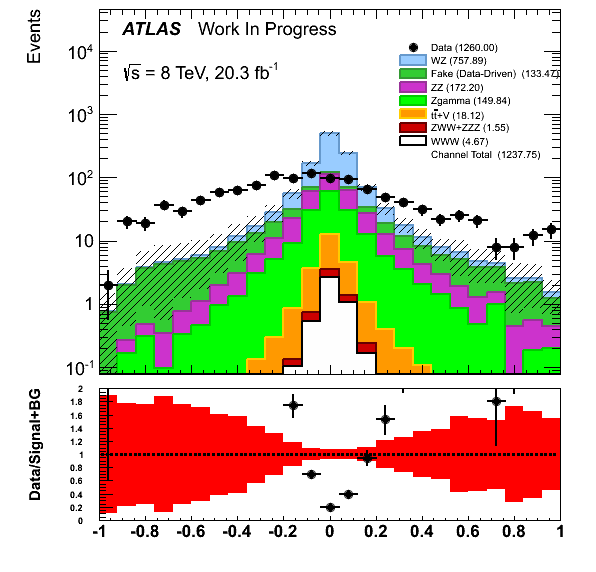 Events
ATLAS Work In Progress
√s = 8 TeV, 20.3 fb⁻¹
Data (1260.00)
WZ (757.89)
Fake (Data-Driven) (133.47)
ZZ (172.20)
Zgamma (149.84)
tt̄+V (18.12)
ZWW+ZZZ (1.55)
WWW (4.67)
Channel Total (1237.75)
10⁴
10³
10²
10
1
10⁻¹
Data/Signal+BG
2
1.8
1.6
1.4
1.2
1
0.8
0.6
0.4
0.2
0
-1 -0.8 -0.6 -0.4 -0.2 0 0.2 0.4 0.6 0.8 1